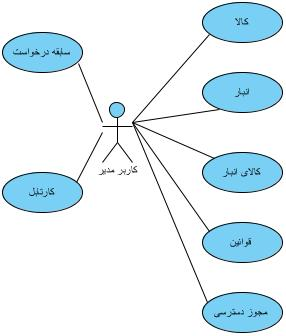 کالا
سابقه درخواست
انبار
کاربر مدیر
کالای انبار
کارتابل
قوانین
مجوز دسترسی